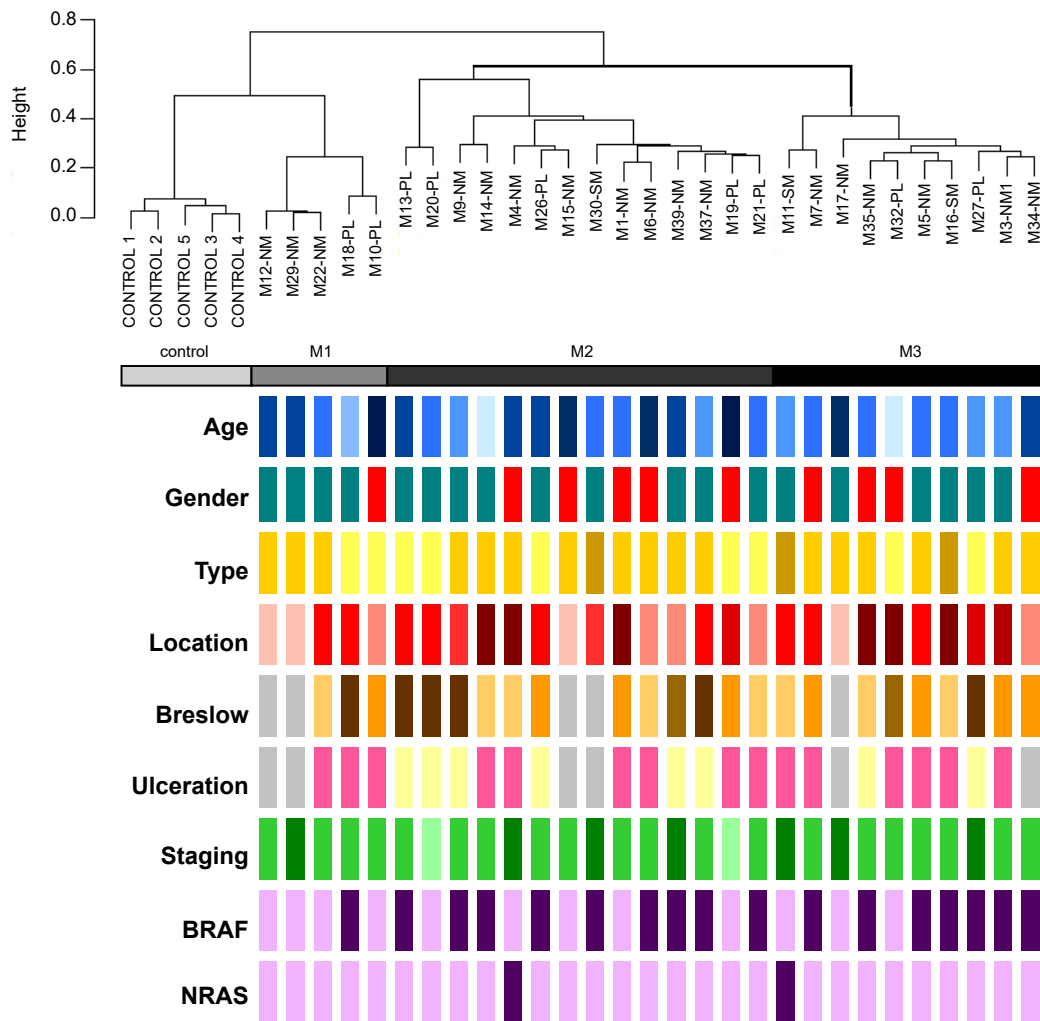 0.8
0.6
0.4
0.2
0.0
Height
CONTROL 1
CONTROL 2
CONTROL 5
CONTROL 3
CONTROL 4
M12-NM
M29-NM
M22-NM
M18-PL
M10-PL
M13-PL
M20-PL
M9-NM
M14-NM
M4-NM
M26-PL
M15-NM
M30-SM
M1-NM
M6-NM
M39-NM
M37-NM
M19-PL
M21-PL
M11-SM
M7-NM
M17-NM
M35-NM
M32-PL
M5-NM
M16-SM
M27-PL
M3-NM1
M34-NM
control M1 M2 M3
Age
Gender
Type
Location
Breslow
Ulceration
Staging
BRAF
NRAS